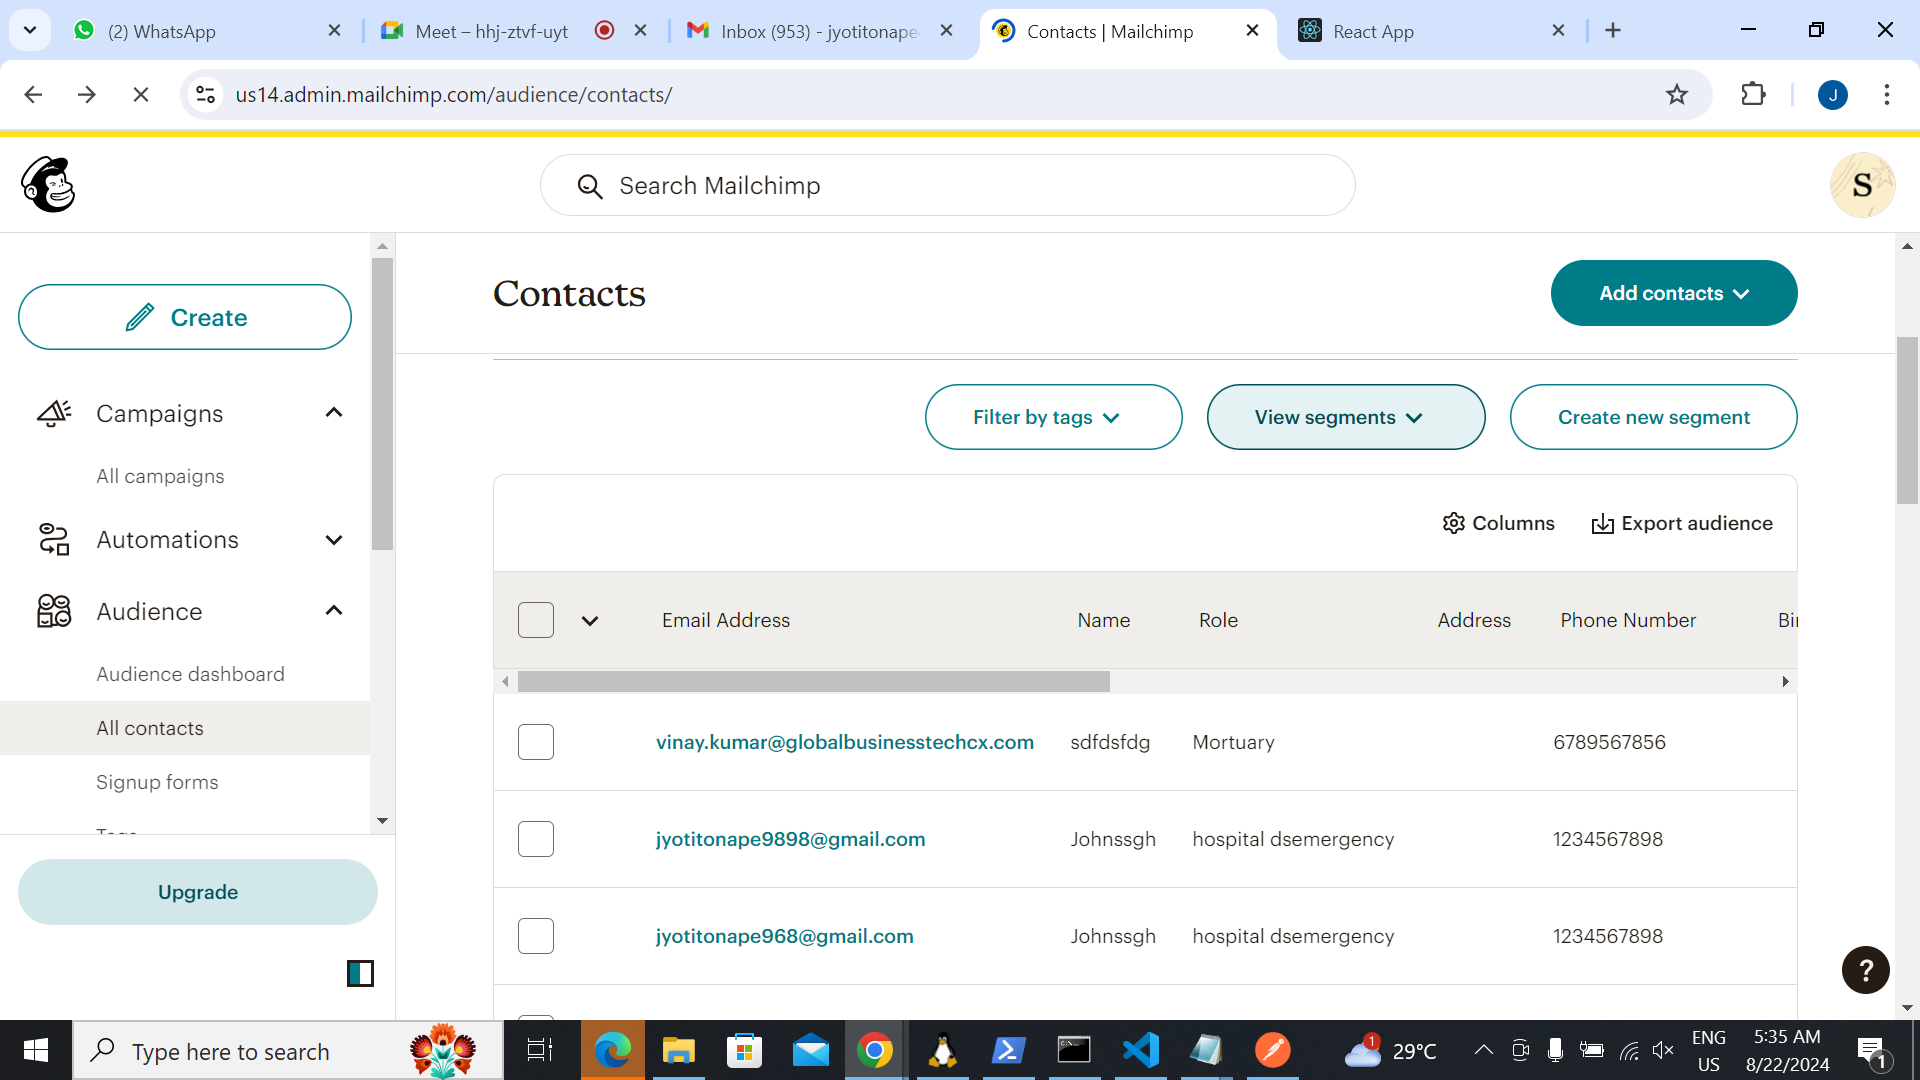 (2) WhatsApp
Meet – hhj-ztvf-uyt
Inbox (953) - jyotitonape
Contacts | Mailchimp
React App
us14.admin.mailchimp.com/audience/contacts/
J
Search Mailchimp
S
Create
Contacts
Add contacts
Campaigns
Filter by tags
View segments
Create new segment
All campaigns
Automations
Columns
Export audience
Audience
Email Address
Name
Role
Address
Phone Number
Bir
Audience dashboard
All contacts
vinay.kumar@globalbusinesstechcx.com
sdfdsfdg
Mortuary
6789567856
Signup forms
Tags
jyotitonape9898@gmail.com
Johnssgh
hospital dsemergency
1234567898
Upgrade
jyotitonape968@gmail.com
Johnssgh
hospital dsemergency
1234567898
?
Type here to search
1
29°C
ENG
US
5:35 AM
8/22/2024
1